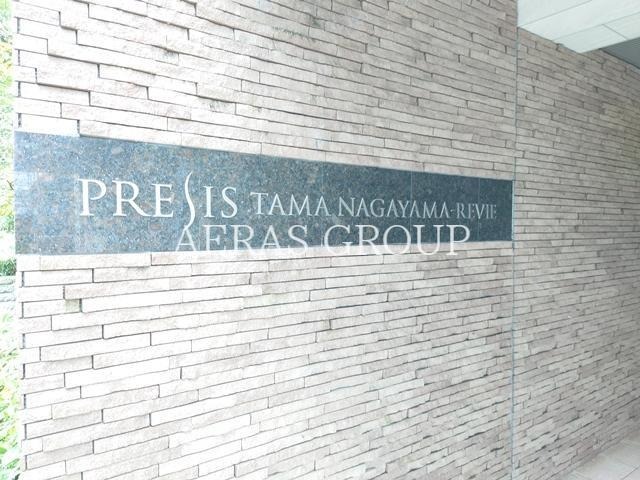 PRESIS TAMA NAGAYAMA-REVIE
AERAS GROUP